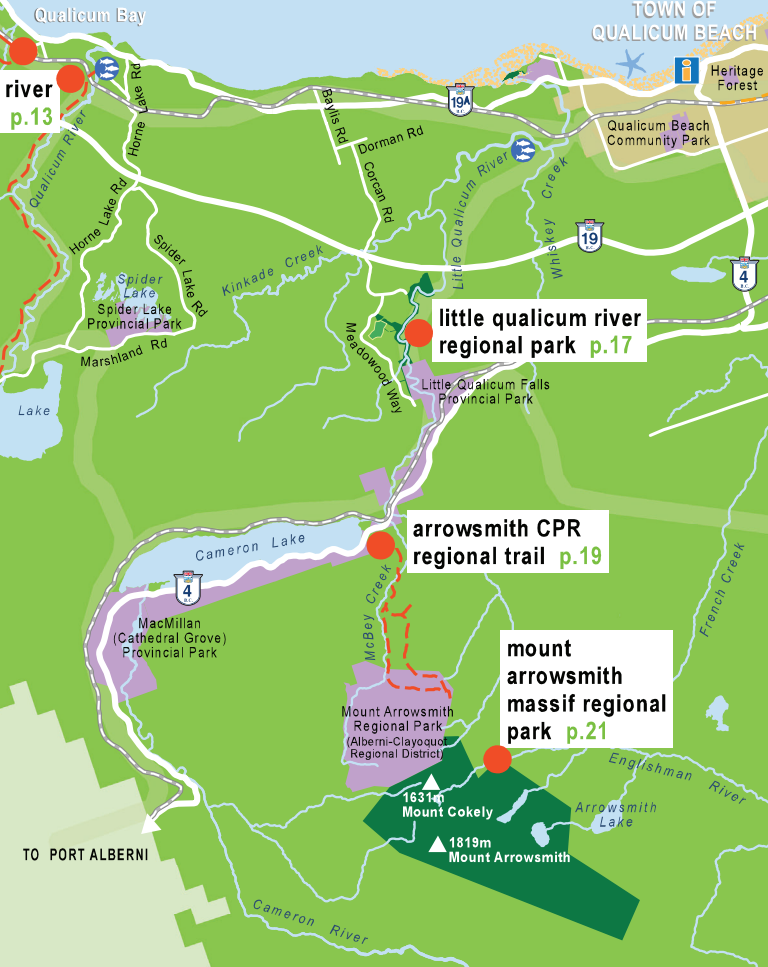 Qualicum Bay
TOWN OF
QUALICUM BEACH
i
Heritage
Forest
river
p.13
Horne Lake Rd
19A
B.C.
Baylis Rd
Dorman Rd
Corcan Rd
Qualicum Beach
Community Park
Qualicum River
Little Qualicum River
Whiskey Creek
Horne Lake Rd
Spider Lake Rd
Kinkade Creek
19
B.C.
4
B.C.
Spider
Lake
Spider Lake
Provincial Park
Marshland Rd
Meadowood Way
little qualicum river
regional park p.17
Little Qualicum Falls
Provincial Park
Lake
arrowsmith CPR
regional trail p.19
Cameron Lake
4
B.C.
McBey Creek
French Creek
MacMillan
(Cathedral Grove)
Provincial Park
mount
arrowsmith
massif regional
park p.21
Mount Arrowsmith
Regional Park
(Alberni-Clayoquot
Regional District)
Englishman River
1631m
Mount Cokely
Arrowsmith
Lake
1819m
Mount Arrowsmith
TO PORT ALBERNI
Cameron River